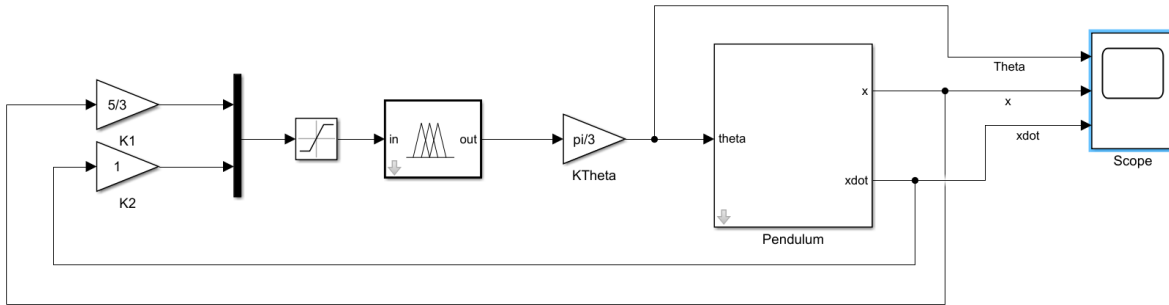 Theta
x
x
xdot
5/3
K1
in
out
pi/3
theta
1
K2
KTheta
xdot
Scope
Pendulum